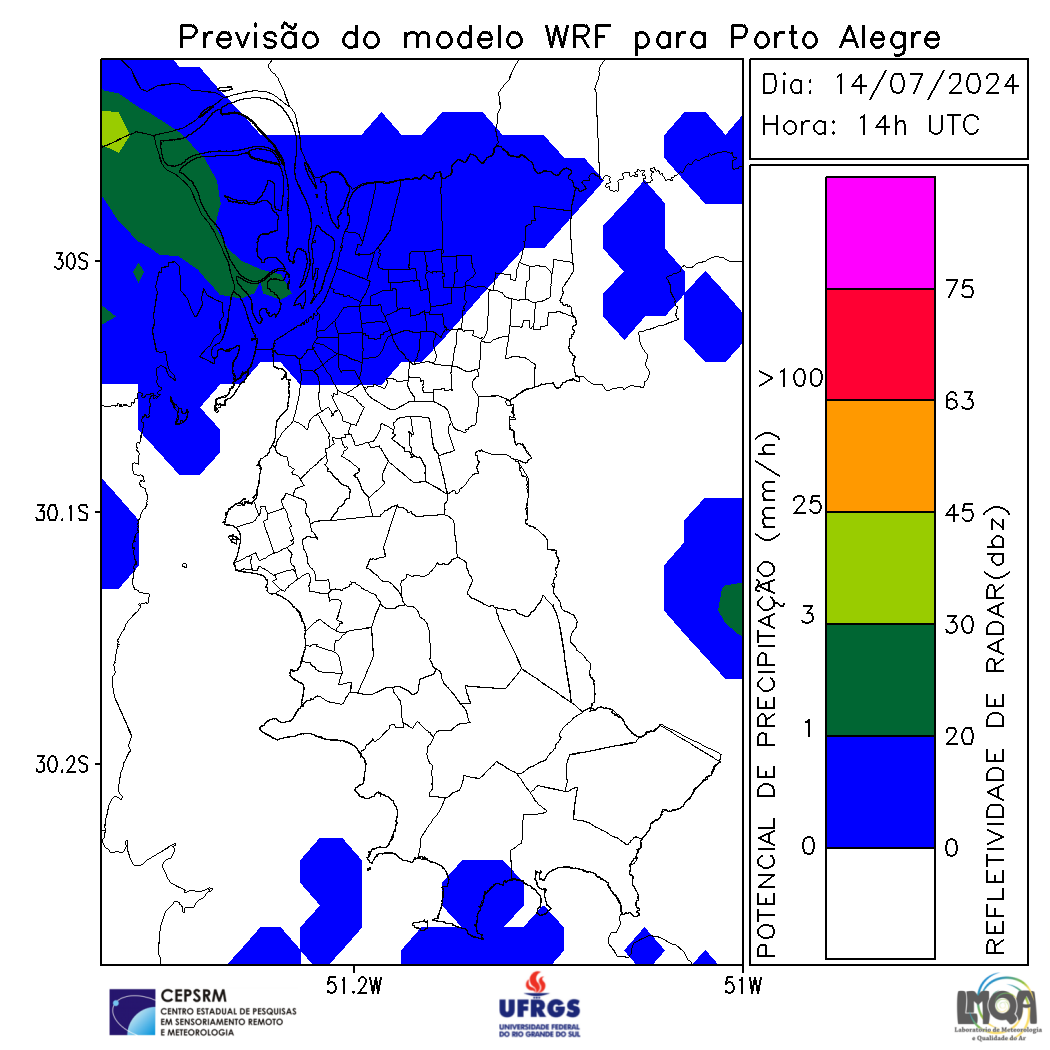 Previsão do modelo WRF para Porto Alegre
Dia: 14/07/2024
Hora: 14h UTC
30S
30.1S
30.2S
51.2W
51W
POTENCIAL DE PRECIPITAÇÃO (mm/h)
>100
25
3
1
0
75
63
45
30
20
0
REFLETIVIDADE DE RADAR(dbz)
CEPSRM
CENTRO ESTADUAL DE PESQUISAS
EM SENSORIAMENTO REMOTO
E METEOROLOGIA
UFRGS
UNIVERSIDADE FEDERAL
DO RIO GRANDE DO SUL
LMQA
Laboratório de Meteorologia
e Qualidade do Ar